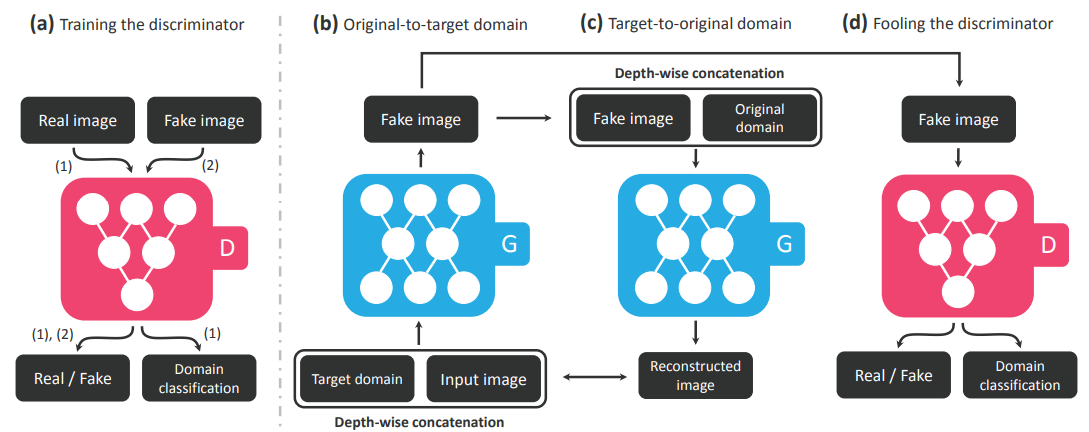 (a) Training the discriminator
(b) Original-to-target domain
(c) Target-to-original domain
(d) Fooling the discriminator
Real image
Fake image
(1)
(2)
D
(1), (2)
(1)
Real / Fake
Domain
classification
Fake image
G
Target domain
Input image
Depth-wise concatenation
Depth-wise concatenation
Fake image
Original
domain
G
Reconstructed
image
Fake image
D
Real / Fake
Domain
classification